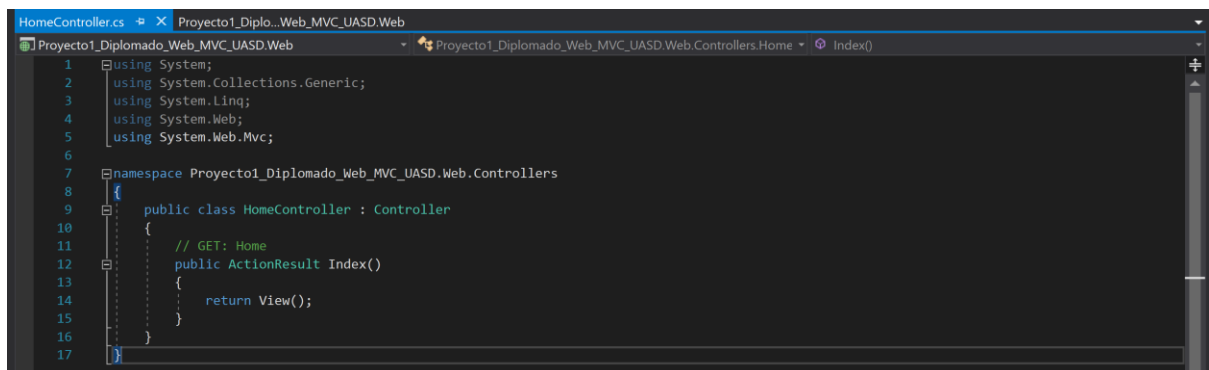 HomeController.cs Proyecto1_Diplo...Web_MVC_UASD.Web
Proyecto1_Diplomado_Web_MVC_UASD.Web Proyecto1_Diplomado_Web_MVC_UASD.Web.Controllers.Home Index()
1 using System;
2 using System.Collections.Generic;
3 using System.Linq;
4 using System.Web;
5 using System.Web.Mvc;
6
7 namespace Proyecto1_Diplomado_Web_MVC_UASD.Web.Controllers
8 {
9 public class HomeController : Controller
10 {
11 // GET: Home
12 public ActionResult Index()
13 {
14 return View();
15 }
16 }
17 }